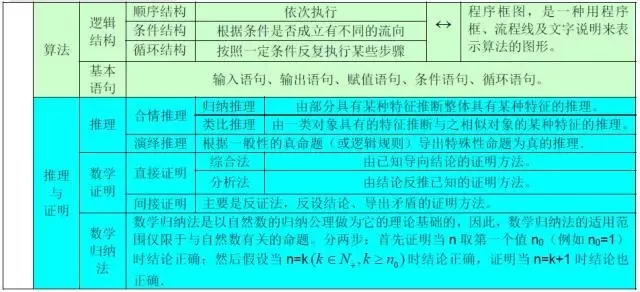 算法
逻辑
结构
顺序结构
依次执行
条件结构
根据条件是否成立有不同的流向
循环结构
按照一定条件反复执行某些步骤
↔
程序框图，是一种用程序
框、流程线及文字说明来表
示算法的图形。
基本
语句
输入语句、输出语句、赋值语句、条件语句、循环语句。
推理
与
证明
推理
合情推理
归纳推理
由部分具有某种特征推断整体具有某种特征的推理。
类比推理
由一类对象具有的特征推断与之相似对象的某种特征的推理。
演绎推理
根据一般性的真命题（或逻辑规则）导出特殊性命题为真的推理．
数学
证明
直接证明
综合法
由已知导向结论的证明方法。
分析法
由结论反推已知的证明方法。
间接证明
主要是反证法，反设结论、导出矛盾的证明方法。
数学
归纳
法
数学归纳法是以自然数的归纳公理做为它的理论基础的，因此，数学归纳法的适用范
围仅限于与自然数有关的命题。分两步：首先证明当 n 取第一个值 n₀（例如 n₀=1）
时结论正确；然后假设当 n=k (k ∈ N₊, k ≥ n₀) 时结论正确，证明当 n=k+1 时结论也
正确．